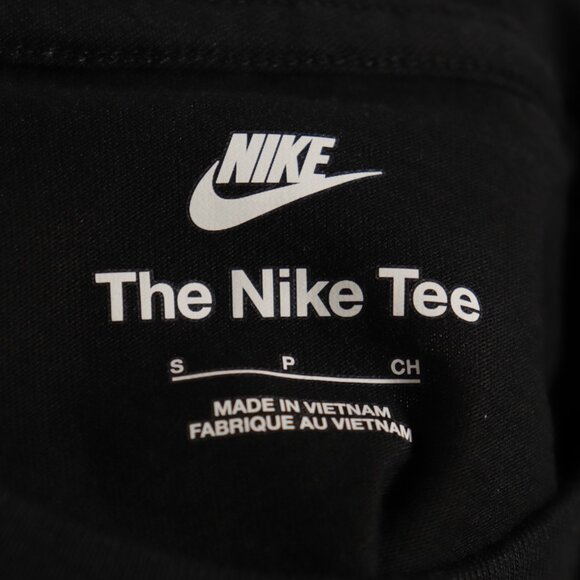 NIKE
The Nike Tee
S P CH
MADE IN VIETNAM
FABRIQUE AU VIETNAM